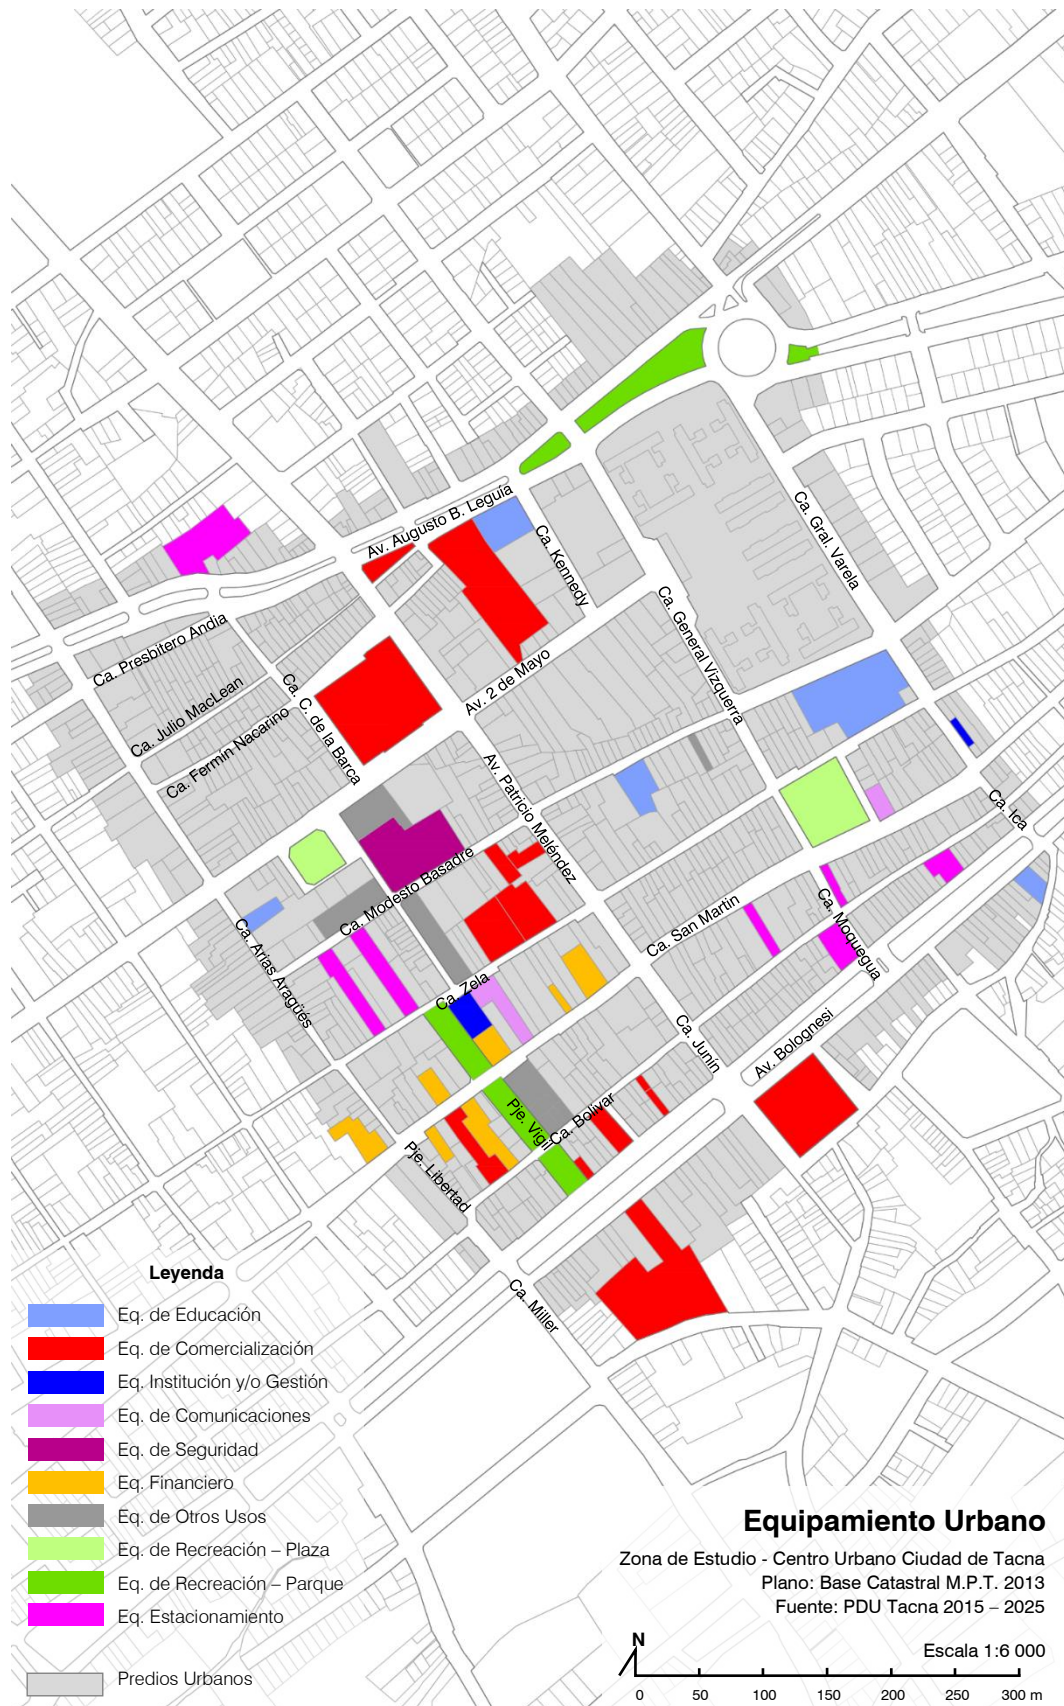 Av. Augusto B. Leguía
Ca. Kennedy
Ca. Gral. Varela
Ca. Presbitero Andia
Ca. General Vizquerra
Av. 2 de Mayo
Ca. Julio MacLean
Ca. C. de la Barca
Ca. Fermin Nacarino
Av. Patricio Meléndez
Ca. Ica
Ca. Modesto Basadre
Ca. San Martin
Ca. Moquegua
Ca. Arias Aragüés
Ca. Zela
Ca. Junín
Av. Bolognesi
Pje. Vigil
Ca. Bolivar
Pje. Libertad
Ca. Miller
Leyenda
Eq. de Educación
Eq. de Comercialización
Eq. Institución y/o Gestión
Eq. de Comunicaciones
Eq. de Seguridad
Eq. Financiero
Eq. de Otros Usos
Eq. de Recreación – Plaza
Eq. de Recreación – Parque
Eq. Estacionamiento
Predios Urbanos
Equipamiento Urbano
Zona de Estudio - Centro Urbano Ciudad de Tacna
Plano: Base Catastral M.P.T. 2013
Fuente: PDU Tacna 2015 – 2025
N
Escala 1:6 000
0 50 100 150 200 250 300 m